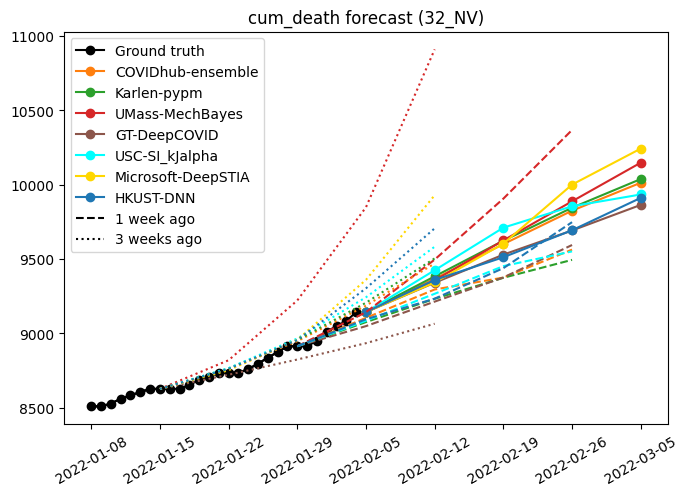 cum_death forecast (32_NV)
11000
10500
10000
9500
9000
8500
Ground truth
COVIDhub-ensemble
Karlen-pypm
UMass-MechBayes
GT-DeepCOVID
USC-SI_kJalpha
Microsoft-DeepSTIA
HKUST-DNN
1 week ago
3 weeks ago
2022-01-08
2022-01-15
2022-01-22
2022-01-29
2022-02-05
2022-02-12
2022-02-19
2022-02-26
2022-03-05